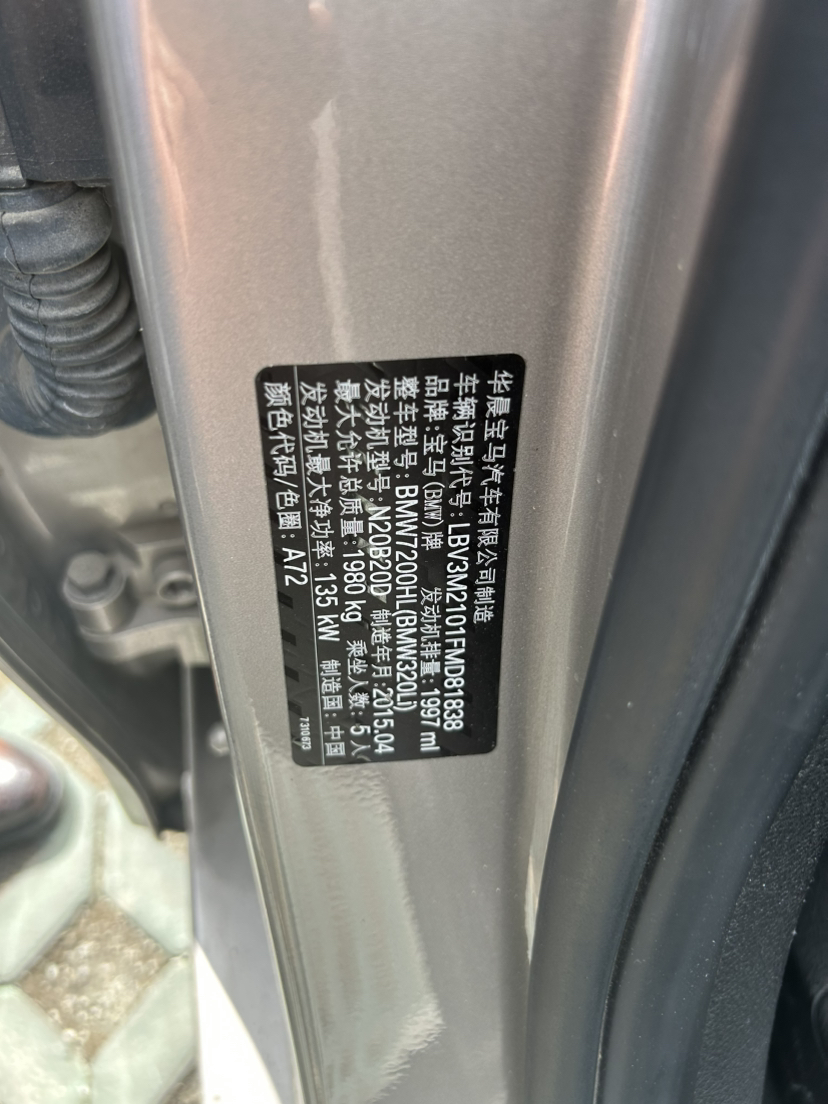 华晨宝马汽车有限公司制造
车辆识别代号:LBV3M2101FMD81838
品牌:宝马(BMW)牌 发动机排量:1997 ml
整车型号:BMW7200HL(BMW320Li)
发动机型号:N20B20D 制造年月:2015.04
最大允许总质量:1980 kg 乘坐人数:5人
发动机最大净功率:135 kW 制造国:中国
颜色代码/色圈:A72 7310673